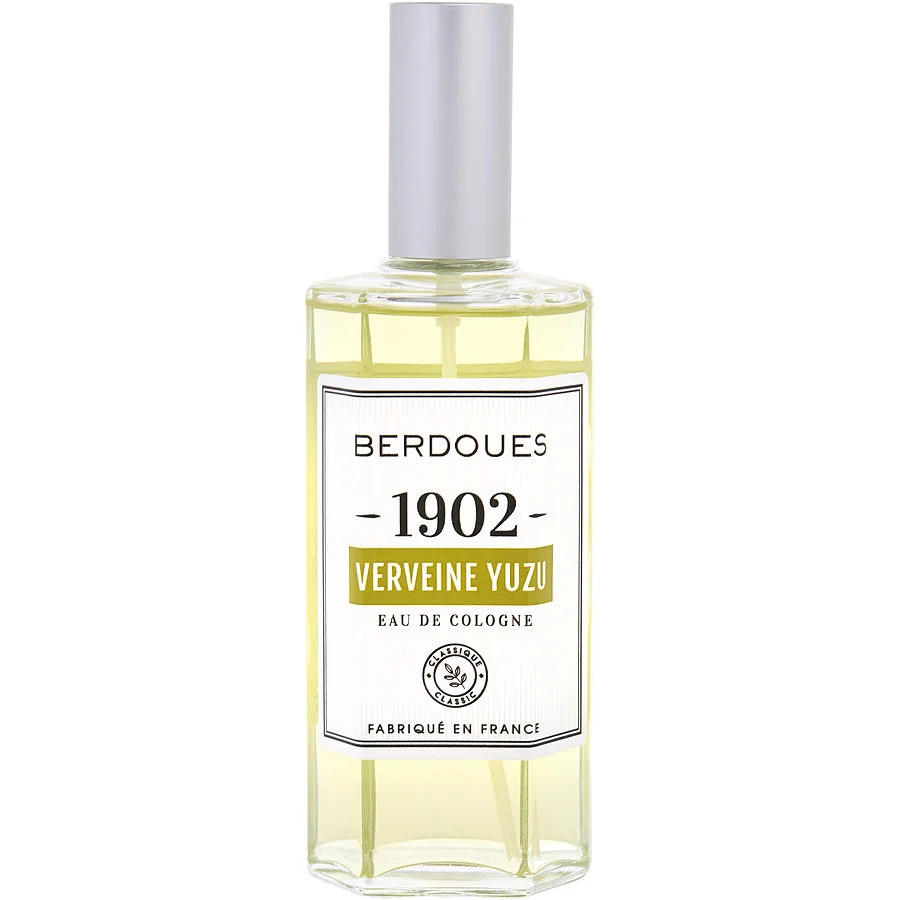 BERDOUES
- 1902 -
VERVEINE YUZU
EAU DE COLOGNE
CLASSIQUE
CLASSIC
FABRIQUÉ EN FRANCE